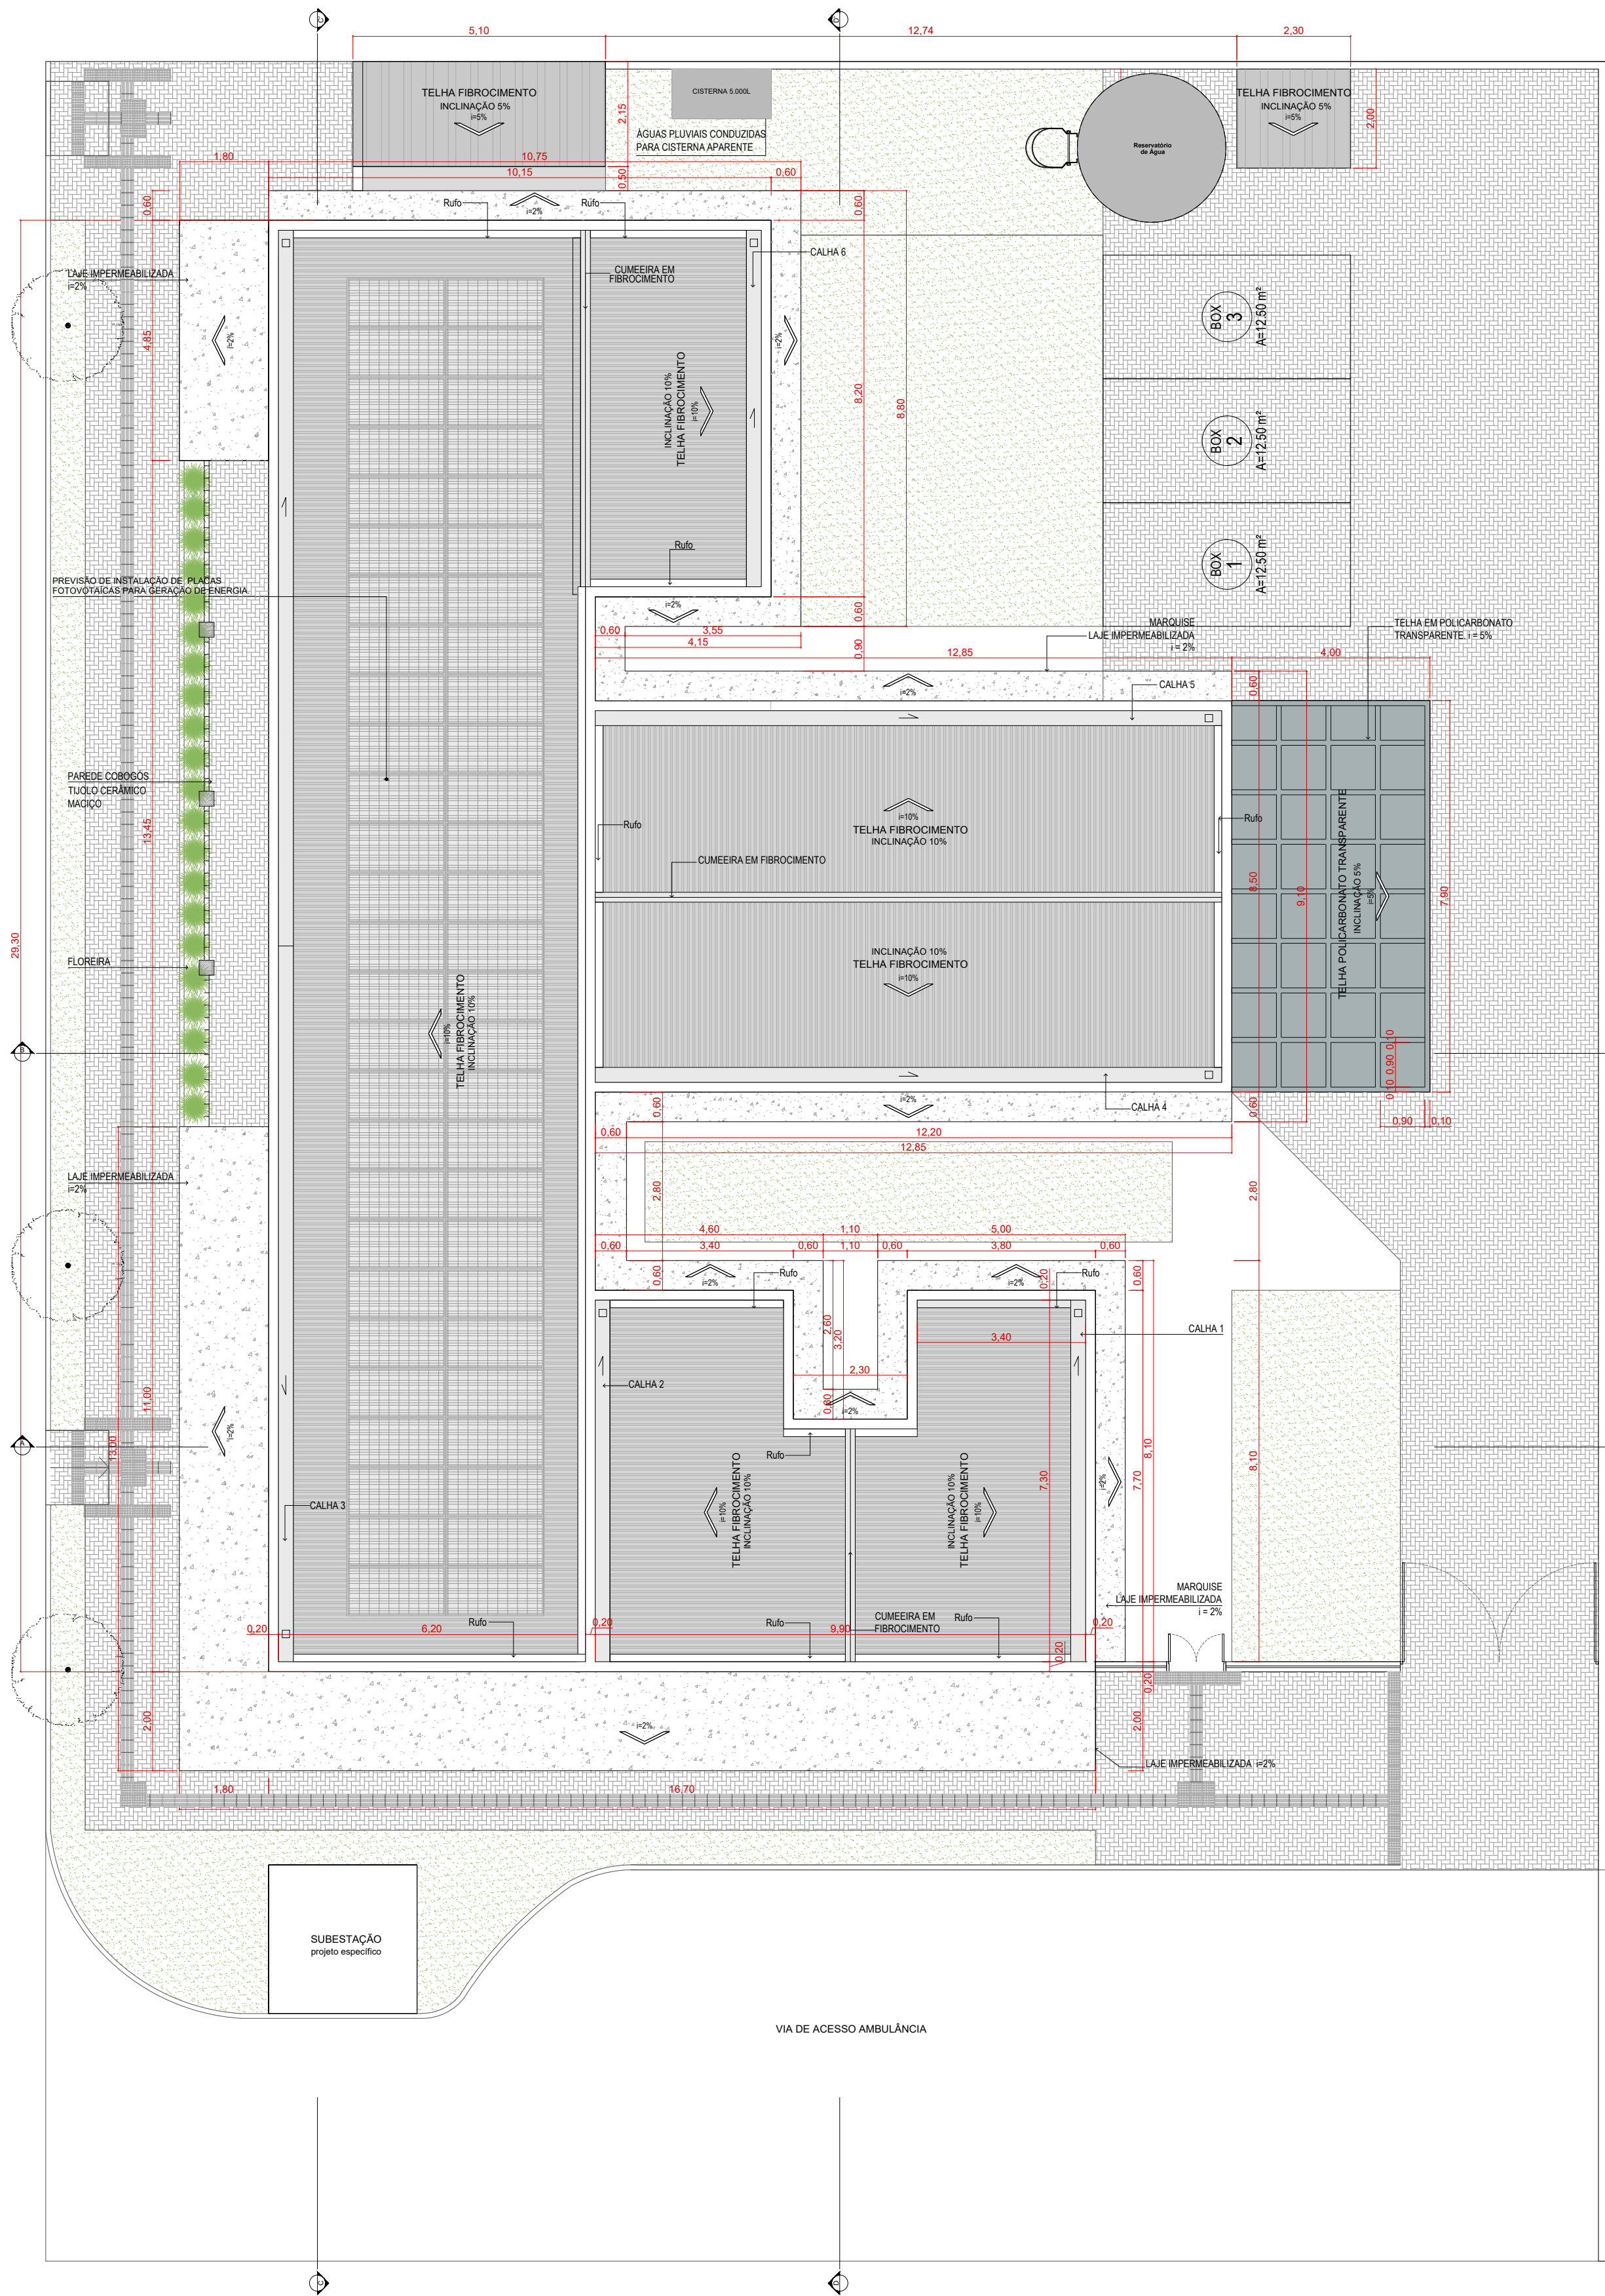 C
D
5,10
12,74
2,30
TELHA FIBROCIMENTO
INCLINAÇÃO 5%
i=5%
2,15
CISTERNA 5.000L
ÁGUAS PLUVIAIS CONDUZIDAS
PARA CISTERNA APARENTE
Reservatório
de Água
TELHA FIBROCIMENTO
INCLINAÇÃO 5%
i=5%
2,00
1,80
10,75
10,15
0,50
0,60
0,60
Rufo
i=2%
Rufo
0,60
CALHA 6
CUMEEIRA EM
FIBROCIMENTO
LAJE IMPERMEABILIZADA
i=2%
4,85
i=2%
i=2%
TELHA FIBROCIMENTO
INCLINAÇÃO 10%
i=10%
8,20
8,80
BOX
3
A=12.50 m²
BOX
2
A=12.50 m²
BOX
1
A=12.50 m²
Rufo
PREVISÃO DE INSTALAÇÃO DE PLACAS
FOTOVOTAÍCAS PARA GERAÇÃO DE ENERGIA
i=2%
0,60
0,60
3,55
4,15
0,90
MARQUISE
LAJE IMPERMEABILIZADA
i = 2%
TELHA EM POLICARBONATO
TRANSPARENTE. i = 5%
12,85
4,00
0,60
i=2%
CALHA 5
PAREDE COBOGÓS
TIJOLO CERÂMICO
MACIÇO
13,45
Rufo
i=10%
TELHA FIBROCIMENTO
INCLINAÇÃO 10%
Rufo
CUMEEIRA EM FIBROCIMENTO
8,50
9,10
TELHA POLICARBONATO TRANSPARENTE
INCLINAÇÃO 5%
i=5%
7,90
29,30
FLOREIRA
INCLINAÇÃO 10%
TELHA FIBROCIMENTO
i=10%
i=10%
TELHA FIBROCIMENTO
INCLINAÇÃO 10%
B
0,10
0,90
0,10
0,60
i=2%
CALHA 4
0,60
0,90
0,10
0,60
12,20
12,85
LAJE IMPERMEABILIZADA
i=2%
2,80
2,80
4,60
1,10
5,00
0,60
3,40
0,60
1,10
0,60
3,80
0,60
0,60
i=2%
Rufo
i=2%
0,20
Rufo
0,60
2,60
3,20
3,40
CALHA 1
2,30
CALHA 2
0,60
i=2%
11,00
13,00
i=2%
A
Rufo
i=10%
TELHA FIBROCIMENTO
INCLINAÇÃO 10%
INCLINAÇÃO 10%
TELHA FIBROCIMENTO
i=10%
7,30
i=2%
7,70
8,10
8,10
CALHA 3
MARQUISE
LAJE IMPERMEABILIZADA
i = 2%
0,20
6,20
Rufo
0,20
Rufo
9,90
CUMEEIRA EM
FIBROCIMENTO
Rufo
0,20
0,20
0,20
2,00
i=2%
2,00
LAJE IMPERMEABILIZADA i=2%
1,80
16,70
SUBESTAÇÃO
projeto específico
VIA DE ACESSO AMBULÂNCIA
C
D